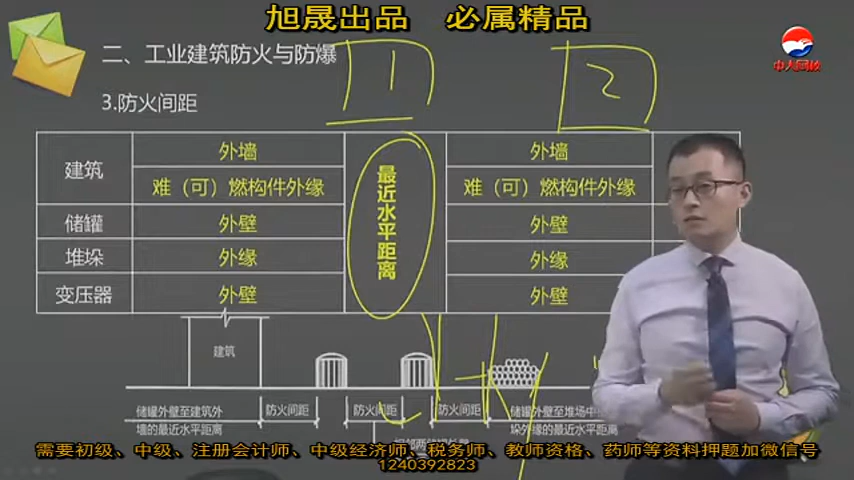 旭晟出品 必属精品
二、工业建筑防火与防爆
1
2
3.防火间距
建筑 外墙 最近水平距离 外墙
难（可）燃构件外缘 难（可）燃构件外缘
储罐 外壁 外壁
堆垛 外缘 外缘
变压器 外壁 外壁
建筑
储罐外壁至建筑外
墙的最近水平距离
防火间距
防火间距
防火间距
储罐外壁至堆场中
垛外缘的最近水平距离
需要初级、中级、注册会计师、中级经济师、税务师、教师资格、药师等资料押题加微信号
1240392823